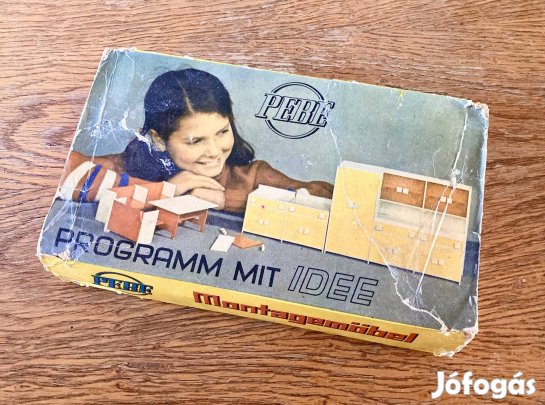 PEBE
PROGRAMM MIT IDEE
PEBE
Montagemöbel
Jófogás